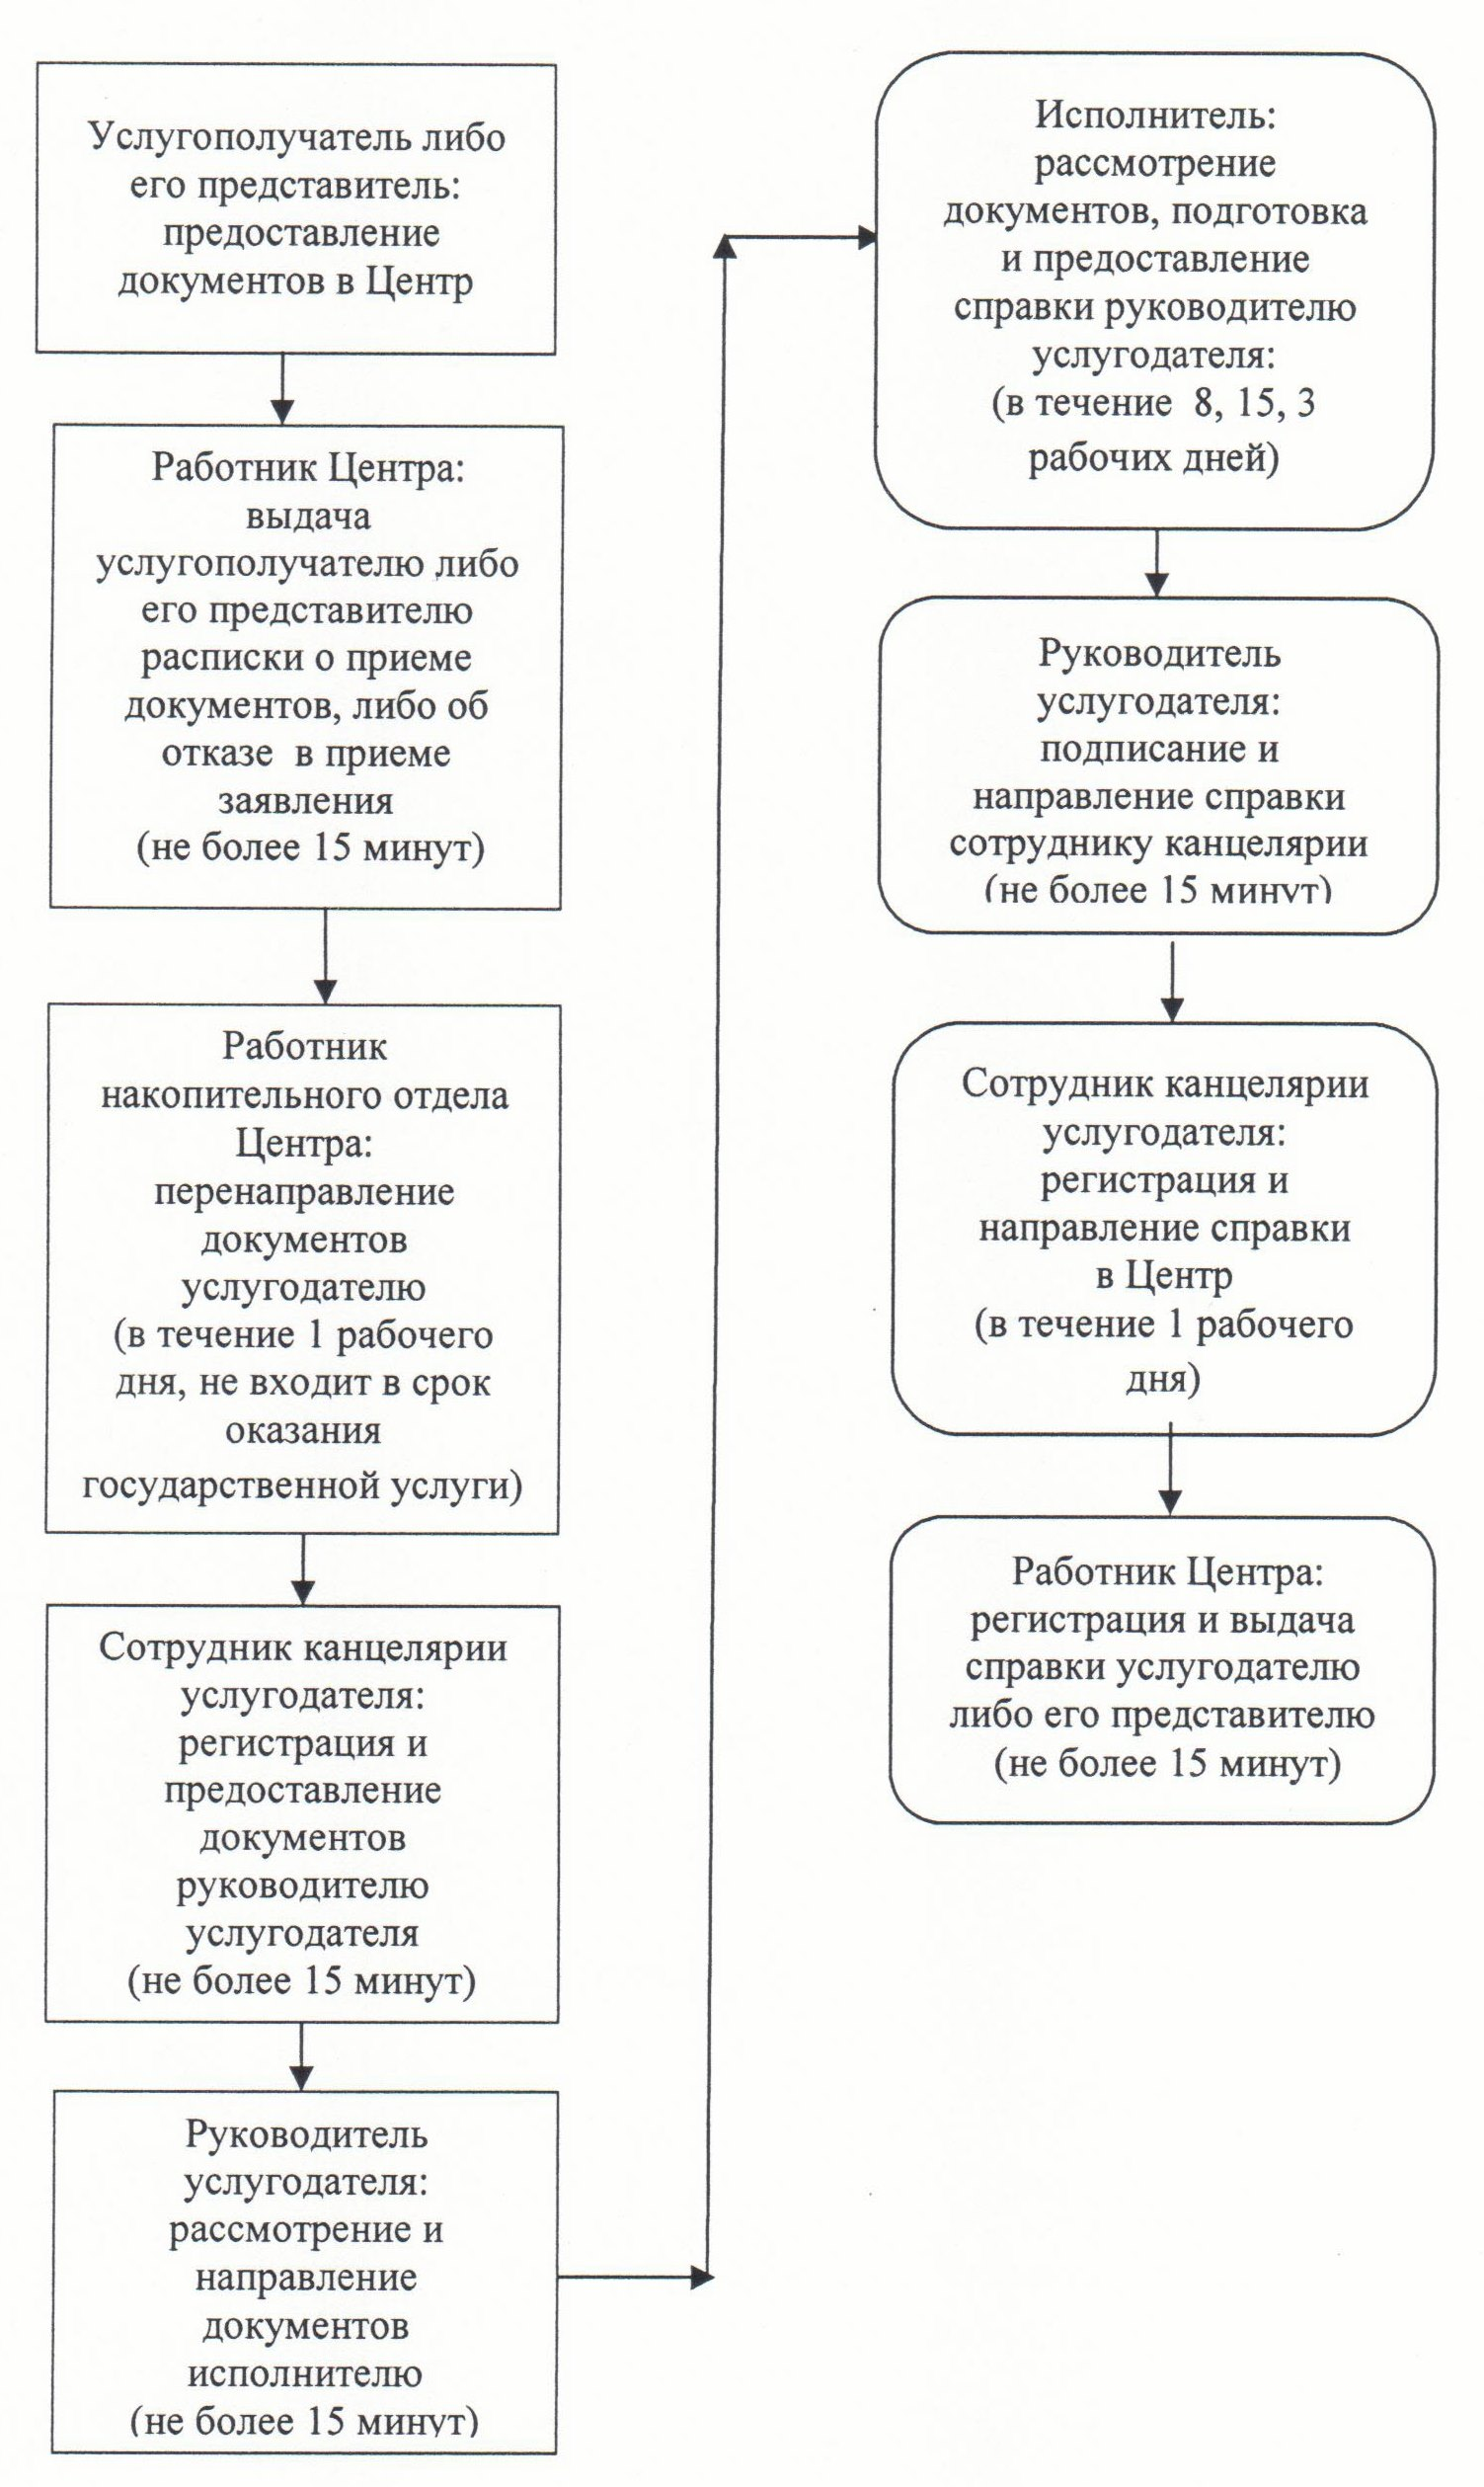 Услугополучатель либо
его представитель:
предоставление
документов в Центр
Работник Центра:
выдача
услугополучателю либо
его представителю
расписки о приеме
документов, либо об
отказе  в приеме
заявления
(не более 15 минут)
Работник
накопительного отдела
Центра:
перенаправление
документов
услугодателю
(в течение 1 рабочего
дня, не входит в срок
оказания
государственной услуги)
Сотрудник канцелярии
услугодателя:
регистрация и
предоставление
документов
руководителю
услугодателя
(не более 15 минут)
Руководитель
услугодателя:
рассмотрение и
направление
документов
исполнителю
(не более 15 минут)
Исполнитель:
рассмотрение
документов, подготовка
и предоставление
справки руководителю
услугодателя:
(в течение  8, 15, 3
рабочих дней)
Руководитель
услугодателя:
подписание и
направление справки
сотруднику канцелярии
(не более 15 минут)
Сотрудник канцелярии
услугодателя:
регистрация и
направление справки
в Центр
(в течение 1 рабочего
дня)
Работник Центра:
регистрация и выдача
справки услугодателю
либо его представителю
(не более 15 минут)